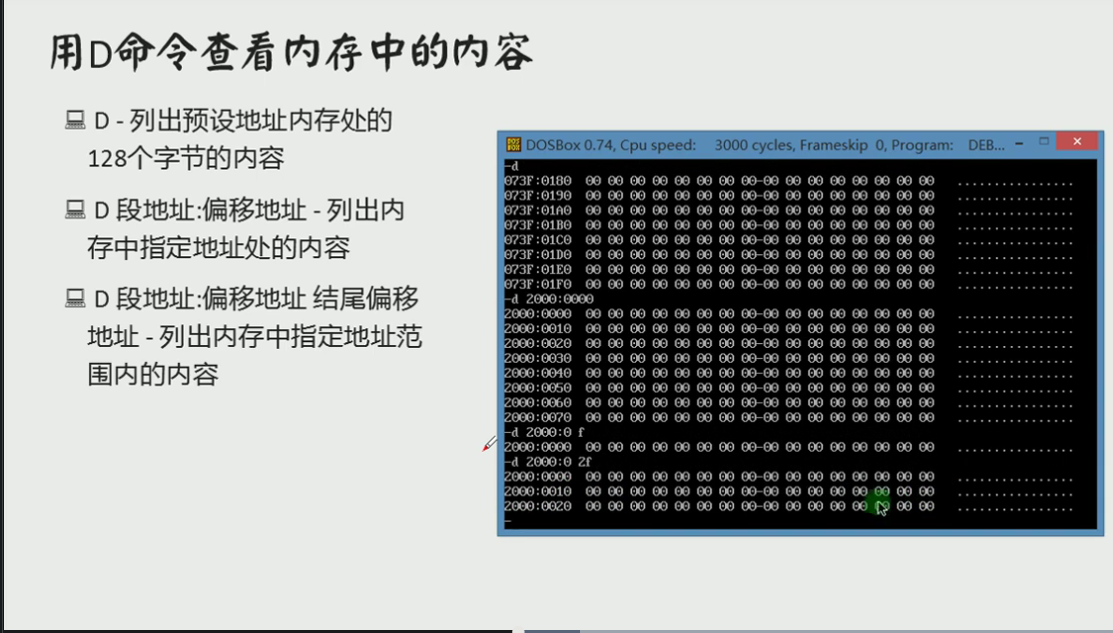 用D命令查看内存中的内容
D - 列出预设地址内存处的
128个字节的内容
D 段地址:偏移地址 - 列出内
存中指定地址处的内容
D 段地址:偏移地址 结尾偏移
地址 - 列出内存中指定地址范
围内的内容
DOSBox 0.74, Cpu speed: 3000 cycles, Frameskip 0, Program: DEB...
-d
073F:0180 00 00 00 00 00 00 00 00-00 00 00 00 00 00 00 00 ................
073F:0190 00 00 00 00 00 00 00 00-00 00 00 00 00 00 00 00 ................
073F:01A0 00 00 00 00 00 00 00 00-00 00 00 00 00 00 00 00 ................
073F:01B0 00 00 00 00 00 00 00 00-00 00 00 00 00 00 00 00 ................
073F:01C0 00 00 00 00 00 00 00 00-00 00 00 00 00 00 00 00 ................
073F:01D0 00 00 00 00 00 00 00 00-00 00 00 00 00 00 00 00 ................
073F:01E0 00 00 00 00 00 00 00 00-00 00 00 00 00 00 00 00 ................
073F:01F0 00 00 00 00 00 00 00 00-00 00 00 00 00 00 00 00 ................
-d 2000:0000
2000:0000 00 00 00 00 00 00 00 00-00 00 00 00 00 00 00 00 ................
2000:0010 00 00 00 00 00 00 00 00-00 00 00 00 00 00 00 00 ................
2000:0020 00 00 00 00 00 00 00 00-00 00 00 00 00 00 00 00 ................
2000:0030 00 00 00 00 00 00 00 00-00 00 00 00 00 00 00 00 ................
2000:0040 00 00 00 00 00 00 00 00-00 00 00 00 00 00 00 00 ................
2000:0050 00 00 00 00 00 00 00 00-00 00 00 00 00 00 00 00 ................
2000:0060 00 00 00 00 00 00 00 00-00 00 00 00 00 00 00 00 ................
2000:0070 00 00 00 00 00 00 00 00-00 00 00 00 00 00 00 00 ................
-d 2000:0 f
2000:0000 00 00 00 00 00 00 00 00-00 00 00 00 00 00 00 00 ................
-d 2000:0 2f
2000:0000 00 00 00 00 00 00 00 00-00 00 00 00 00 00 00 00 ................
2000:0010 00 00 00 00 00 00 00 00-00 00 00 00 00 00 00 00 ................
2000:0020 00 00 00 00 00 00 00 00-00 00 00 00 00 00 00 00 ................
-